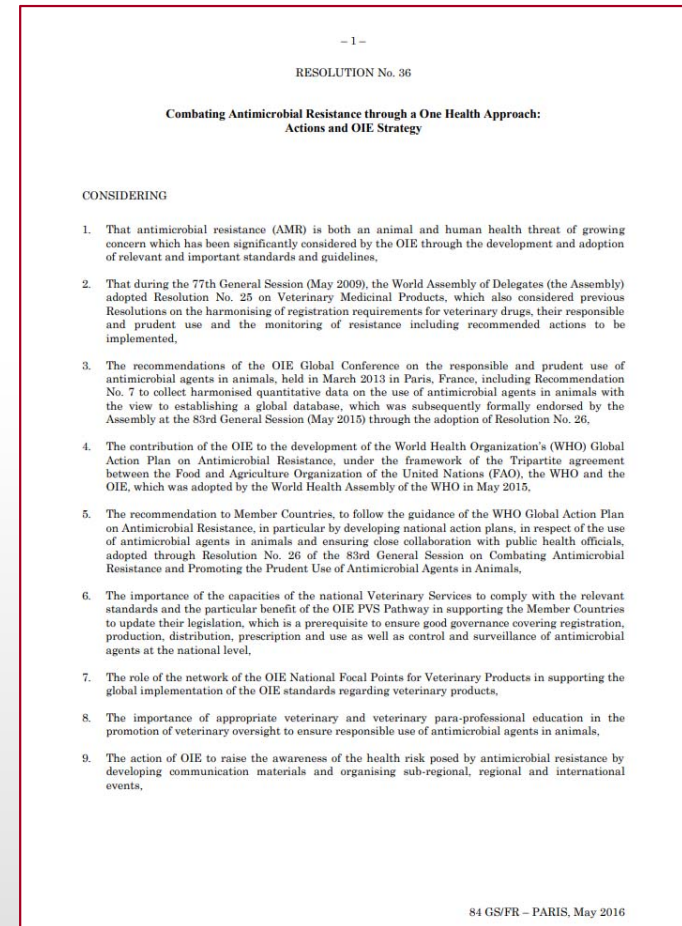 – 1 –
RESOLUTION No. 36
Combating Antimicrobial Resistance through a One Health Approach:
Actions and OIE Strategy
CONSIDERING
1. That antimicrobial resistance (AMR) is both an animal and human health threat of growing
concern which has been significantly considered by the OIE through the development and adoption
of relevant and important standards and guidelines,
2. That during the 77th General Session (May 2009), the World Assembly of Delegates (the Assembly)
adopted Resolution No. 25 on Veterinary Medicinal Products, which also considered previous
Resolutions on the harmonising of registration requirements for veterinary drugs, their responsible
and prudent use and the monitoring of resistance including recommended actions to be
implemented,
3. The recommendations of the OIE Global Conference on the responsible and prudent use of
antimicrobial agents in animals, held in March 2013 in Paris, France, including Recommendation
No. 7 to collect harmonised quantitative data on the use of antimicrobial agents in animals with
the view to establishing a global database, which was subsequently formally endorsed by the
Assembly at the 83rd General Session (May 2015) through the adoption of Resolution No. 26,
4. The contribution of the OIE to the development of the World Health Organization's (WHO) Global
Action Plan on Antimicrobial Resistance, under the framework of the Tripartite agreement
between the Food and Agriculture Organization of the United Nations (FAO), the WHO and the
OIE, which was adopted by the World Health Assembly of the WHO in May 2015,
5. The recommendation to Member Countries, to follow the guidance of the WHO Global Action Plan
on Antimicrobial Resistance, in particular by developing national action plans, in respect of the use
of antimicrobial agents in animals and ensuring close collaboration with public health officials,
adopted through Resolution No. 26 of the 83rd General Session on Combating Antimicrobial
Resistance and Promoting the Prudent Use of Antimicrobial Agents in Animals,
6. The importance of the capacities of the national Veterinary Services to comply with the relevant
standards and the particular benefit of the OIE PVS Pathway in supporting the Member Countries
to update their legislation, which is a prerequisite to ensure good governance covering registration,
production, distribution, prescription and use as well as control and surveillance of antimicrobial
agents at the national level,
7. The role of the network of the OIE National Focal Points for Veterinary Products in supporting the
global implementation of the OIE standards regarding veterinary products,
8. The importance of appropriate veterinary and veterinary para-professional education in the
promotion of veterinary oversight to ensure responsible use of antimicrobial agents in animals,
9. The action of OIE to raise the awareness of the health risk posed by antimicrobial resistance by
developing communication materials and organising sub-regional, regional and international
events,
84 GS/FR – PARIS, May 2016